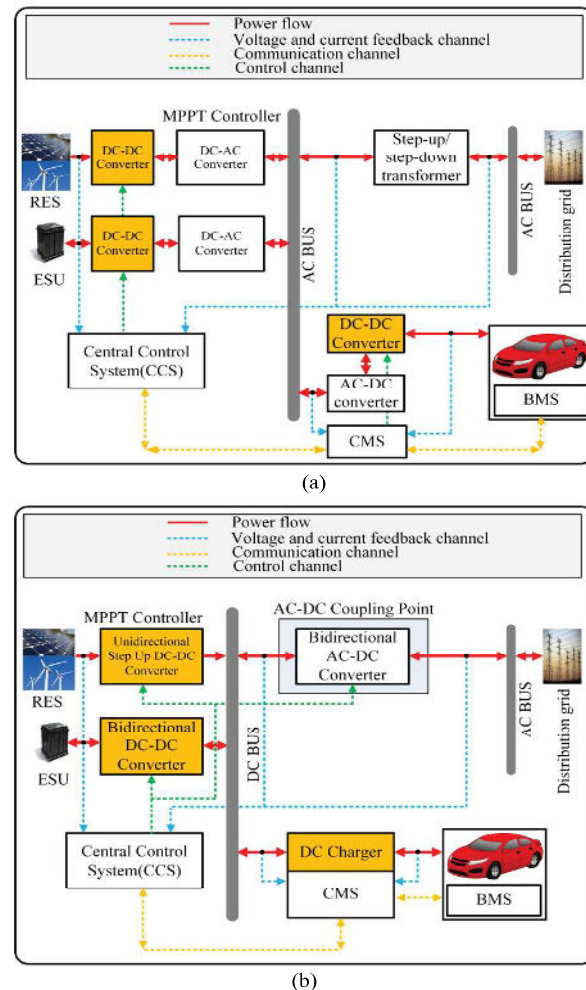 Power flow
Voltage and current feedback channel
Communication channel
Control channel
MPPT Controller
DC-DC
Converter
DC-AC
Converter
Step-up/
step-down
transformer
RES
DC-DC
Converter
DC-AC
Converter
ESU
AC BUS
AC BUS
Distribution grid
Central Control
System(CCS)
DC-DC
Converter
AC-DC
converter
CMS
BMS
(a)
Power flow
Voltage and current feedback channel
Communication channel
Control channel
MPPT Controller
AC-DC Coupling Point
Unidirectional
Step Up DC-DC
Converter
Bidirectional
AC-DC
Converter
RES
Bidirectional
DC-DC
Converter
ESU
DC BUS
AC BUS
Distribution grid
Central Control
System(CCS)
DC Charger
CMS
BMS
(b)